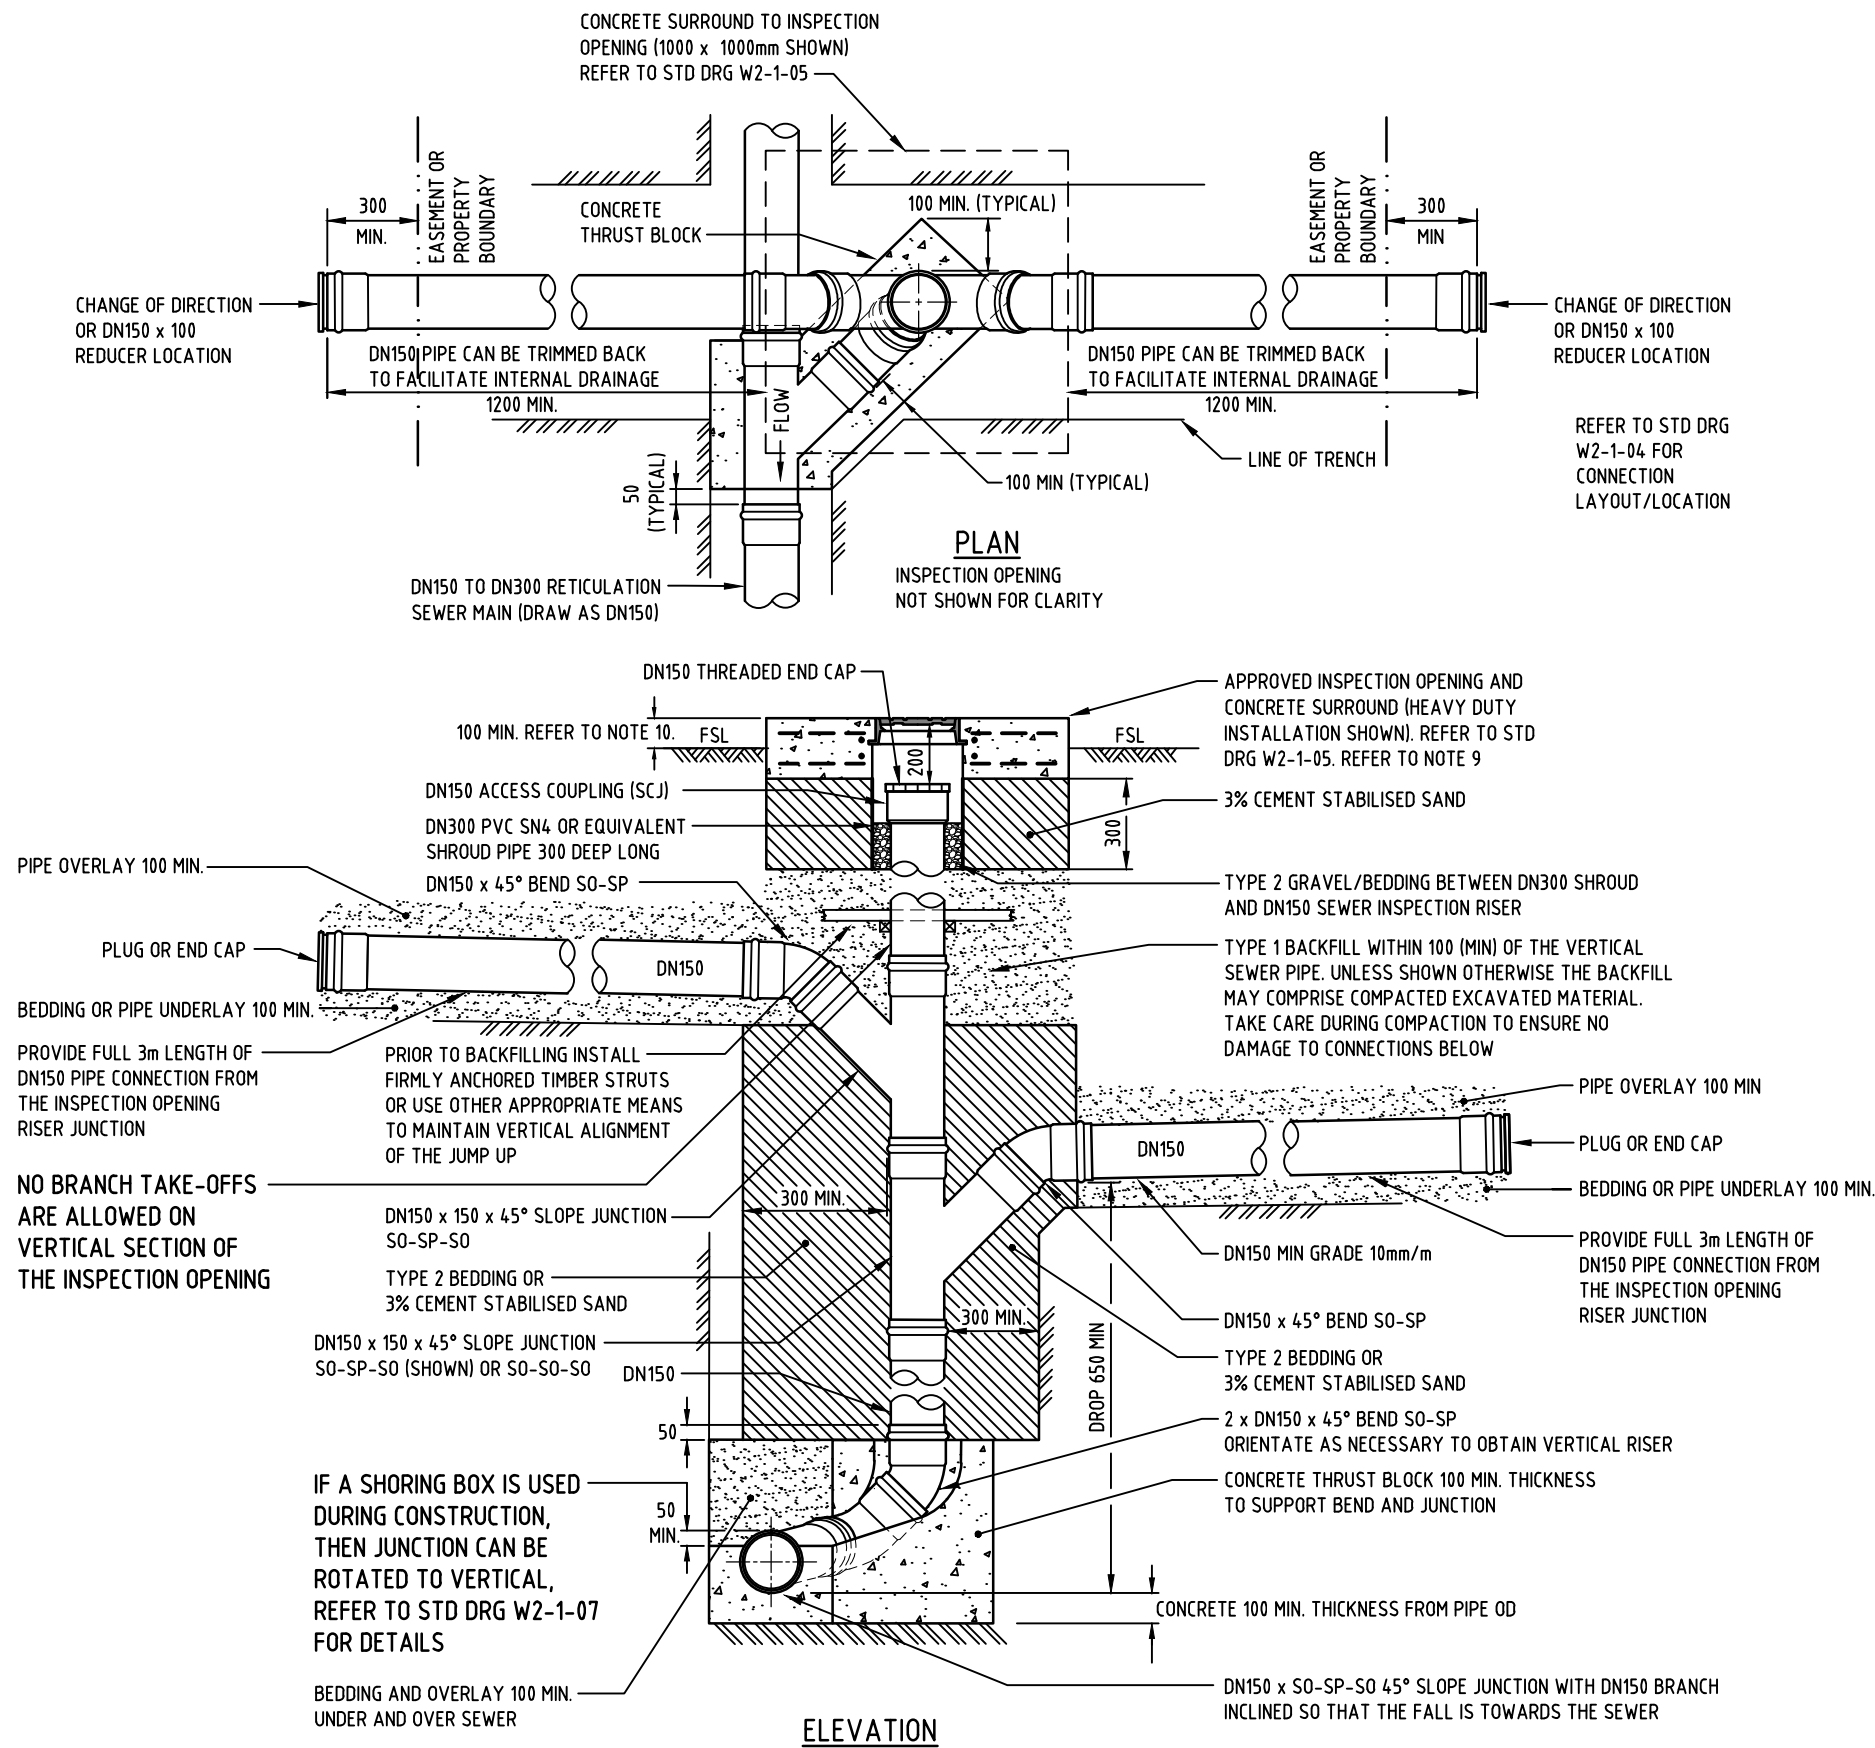 CONCRETE SURROUND TO INSPECTION
OPENING (1000 x 1000mm SHOWN)
REFER TO STD DRG W2-1-05
EASEMENT OR
PROPERTY
BOUNDARY
EASEMENT OR
PROPERTY
BOUNDARY
300
MIN.
CONCRETE
THRUST BLOCK
100 MIN. (TYPICAL)
300
MIN
CHANGE OF DIRECTION
OR DN150 x 100
REDUCER LOCATION
CHANGE OF DIRECTION
OR DN150 x 100
REDUCER LOCATION
DN150 PIPE CAN BE TRIMMED BACK
TO FACILITATE INTERNAL DRAINAGE
1200 MIN.
DN150 PIPE CAN BE TRIMMED BACK
TO FACILITATE INTERNAL DRAINAGE
1200 MIN.
FLOW
REFER TO STD DRG
W2-1-04 FOR
CONNECTION
LAYOUT/LOCATION
LINE OF TRENCH
50
(TYPICAL)
100 MIN (TYPICAL)
PLAN
INSPECTION OPENING
NOT SHOWN FOR CLARITY
DN150 TO DN300 RETICULATION
SEWER MAIN (DRAW AS DN150)
DN150 THREADED END CAP
APPROVED INSPECTION OPENING AND
CONCRETE SURROUND (HEAVY DUTY
INSTALLATION SHOWN). REFER TO STD
DRG W2-1-05. REFER TO NOTE 9
100 MIN. REFER TO NOTE 10.
FSL
FSL
200
DN150 ACCESS COUPLING (SCJ)
3% CEMENT STABILISED SAND
300
DN300 PVC SN4 OR EQUIVALENT
SHROUD PIPE 300 DEEP LONG
PIPE OVERLAY 100 MIN.
DN150 x 45° BEND SO-SP
TYPE 2 GRAVEL/BEDDING BETWEEN DN300 SHROUD
AND DN150 SEWER INSPECTION RISER
PLUG OR END CAP
DN150
TYPE 1 BACKFILL WITHIN 100 (MIN) OF THE VERTICAL
SEWER PIPE. UNLESS SHOWN OTHERWISE THE BACKFILL
MAY COMPRISE COMPACTED EXCAVATED MATERIAL.
TAKE CARE DURING COMPACTION TO ENSURE NO
DAMAGE TO CONNECTIONS BELOW
BEDDING OR PIPE UNDERLAY 100 MIN.
PROVIDE FULL 3m LENGTH OF
DN150 PIPE CONNECTION FROM
THE INSPECTION OPENING
RISER JUNCTION
PRIOR TO BACKFILLING INSTALL
FIRMLY ANCHORED TIMBER STRUTS
OR USE OTHER APPROPRIATE MEANS
TO MAINTAIN VERTICAL ALIGNMENT
OF THE JUMP UP
PIPE OVERLAY 100 MIN
DN150
PLUG OR END CAP
NO BRANCH TAKE-OFFS
ARE ALLOWED ON
VERTICAL SECTION OF
THE INSPECTION OPENING
300 MIN.
BEDDING OR PIPE UNDERLAY 100 MIN.
DN150 x 150 x 45° SLOPE JUNCTION
SO-SP-SO
DN150 MIN GRADE 10mm/m
PROVIDE FULL 3m LENGTH OF
DN150 PIPE CONNECTION FROM
THE INSPECTION OPENING
RISER JUNCTION
TYPE 2 BEDDING OR
3% CEMENT STABILISED SAND
300 MIN.
DN150 x 45° BEND SO-SP
DN150 x 150 x 45° SLOPE JUNCTION
SO-SP-SO (SHOWN) OR SO-SO-SO
DROP 650 MIN
TYPE 2 BEDDING OR
3% CEMENT STABILISED SAND
DN150
50
2 x DN150 x 45° BEND SO-SP
ORIENTATE AS NECESSARY TO OBTAIN VERTICAL RISER
IF A SHORING BOX IS USED
DURING CONSTRUCTION,
THEN JUNCTION CAN BE
ROTATED TO VERTICAL,
REFER TO STD DRG W2-1-07
FOR DETAILS
50
MIN.
CONCRETE THRUST BLOCK 100 MIN. THICKNESS
TO SUPPORT BEND AND JUNCTION
CONCRETE 100 MIN. THICKNESS FROM PIPE OD
BEDDING AND OVERLAY 100 MIN.
UNDER AND OVER SEWER
DN150 x SO-SP-SO 45° SLOPE JUNCTION WITH DN150 BRANCH
INCLINED SO THAT THE FALL IS TOWARDS THE SEWER
ELEVATION